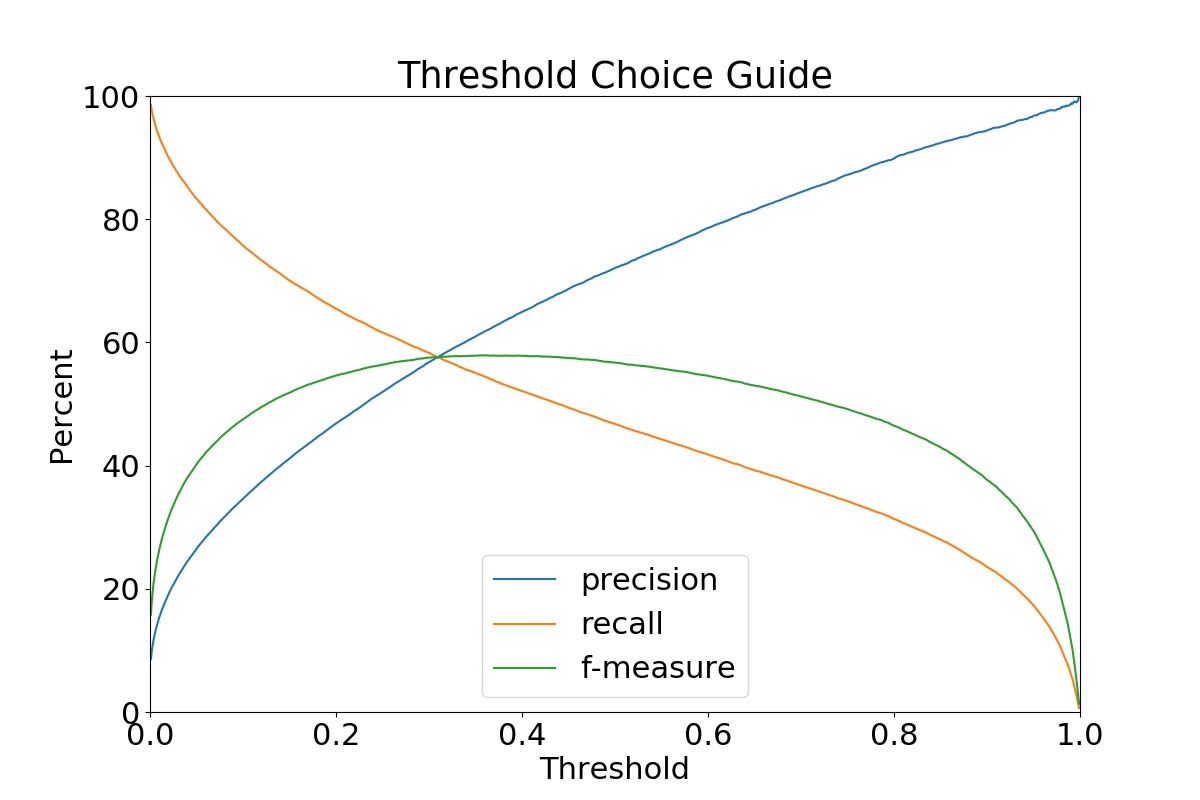 Threshold Choice Guide
100
80
60
40
20
0
Percent
precision
recall
f-measure
0.0 0.2 0.4 0.6 0.8 1.0
Threshold